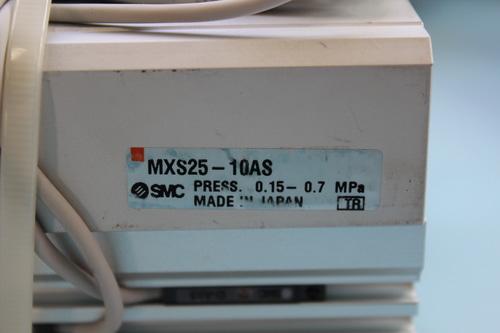 MXS25-10AS
SMC PRESS. 0.15-0.7 MPa
MADE IN JAPAN TR